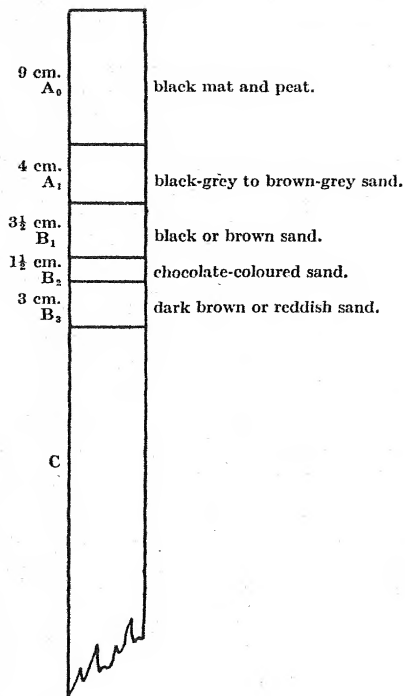 9 cm.
A₀ black mat and peat.
4 cm.
A₁ black-grey to brown-grey sand.
3½ cm.
B₁ black or brown sand.
1½ cm.
B₂ chocolate-coloured sand.
3 cm.
B₃ dark brown or reddish sand.
C